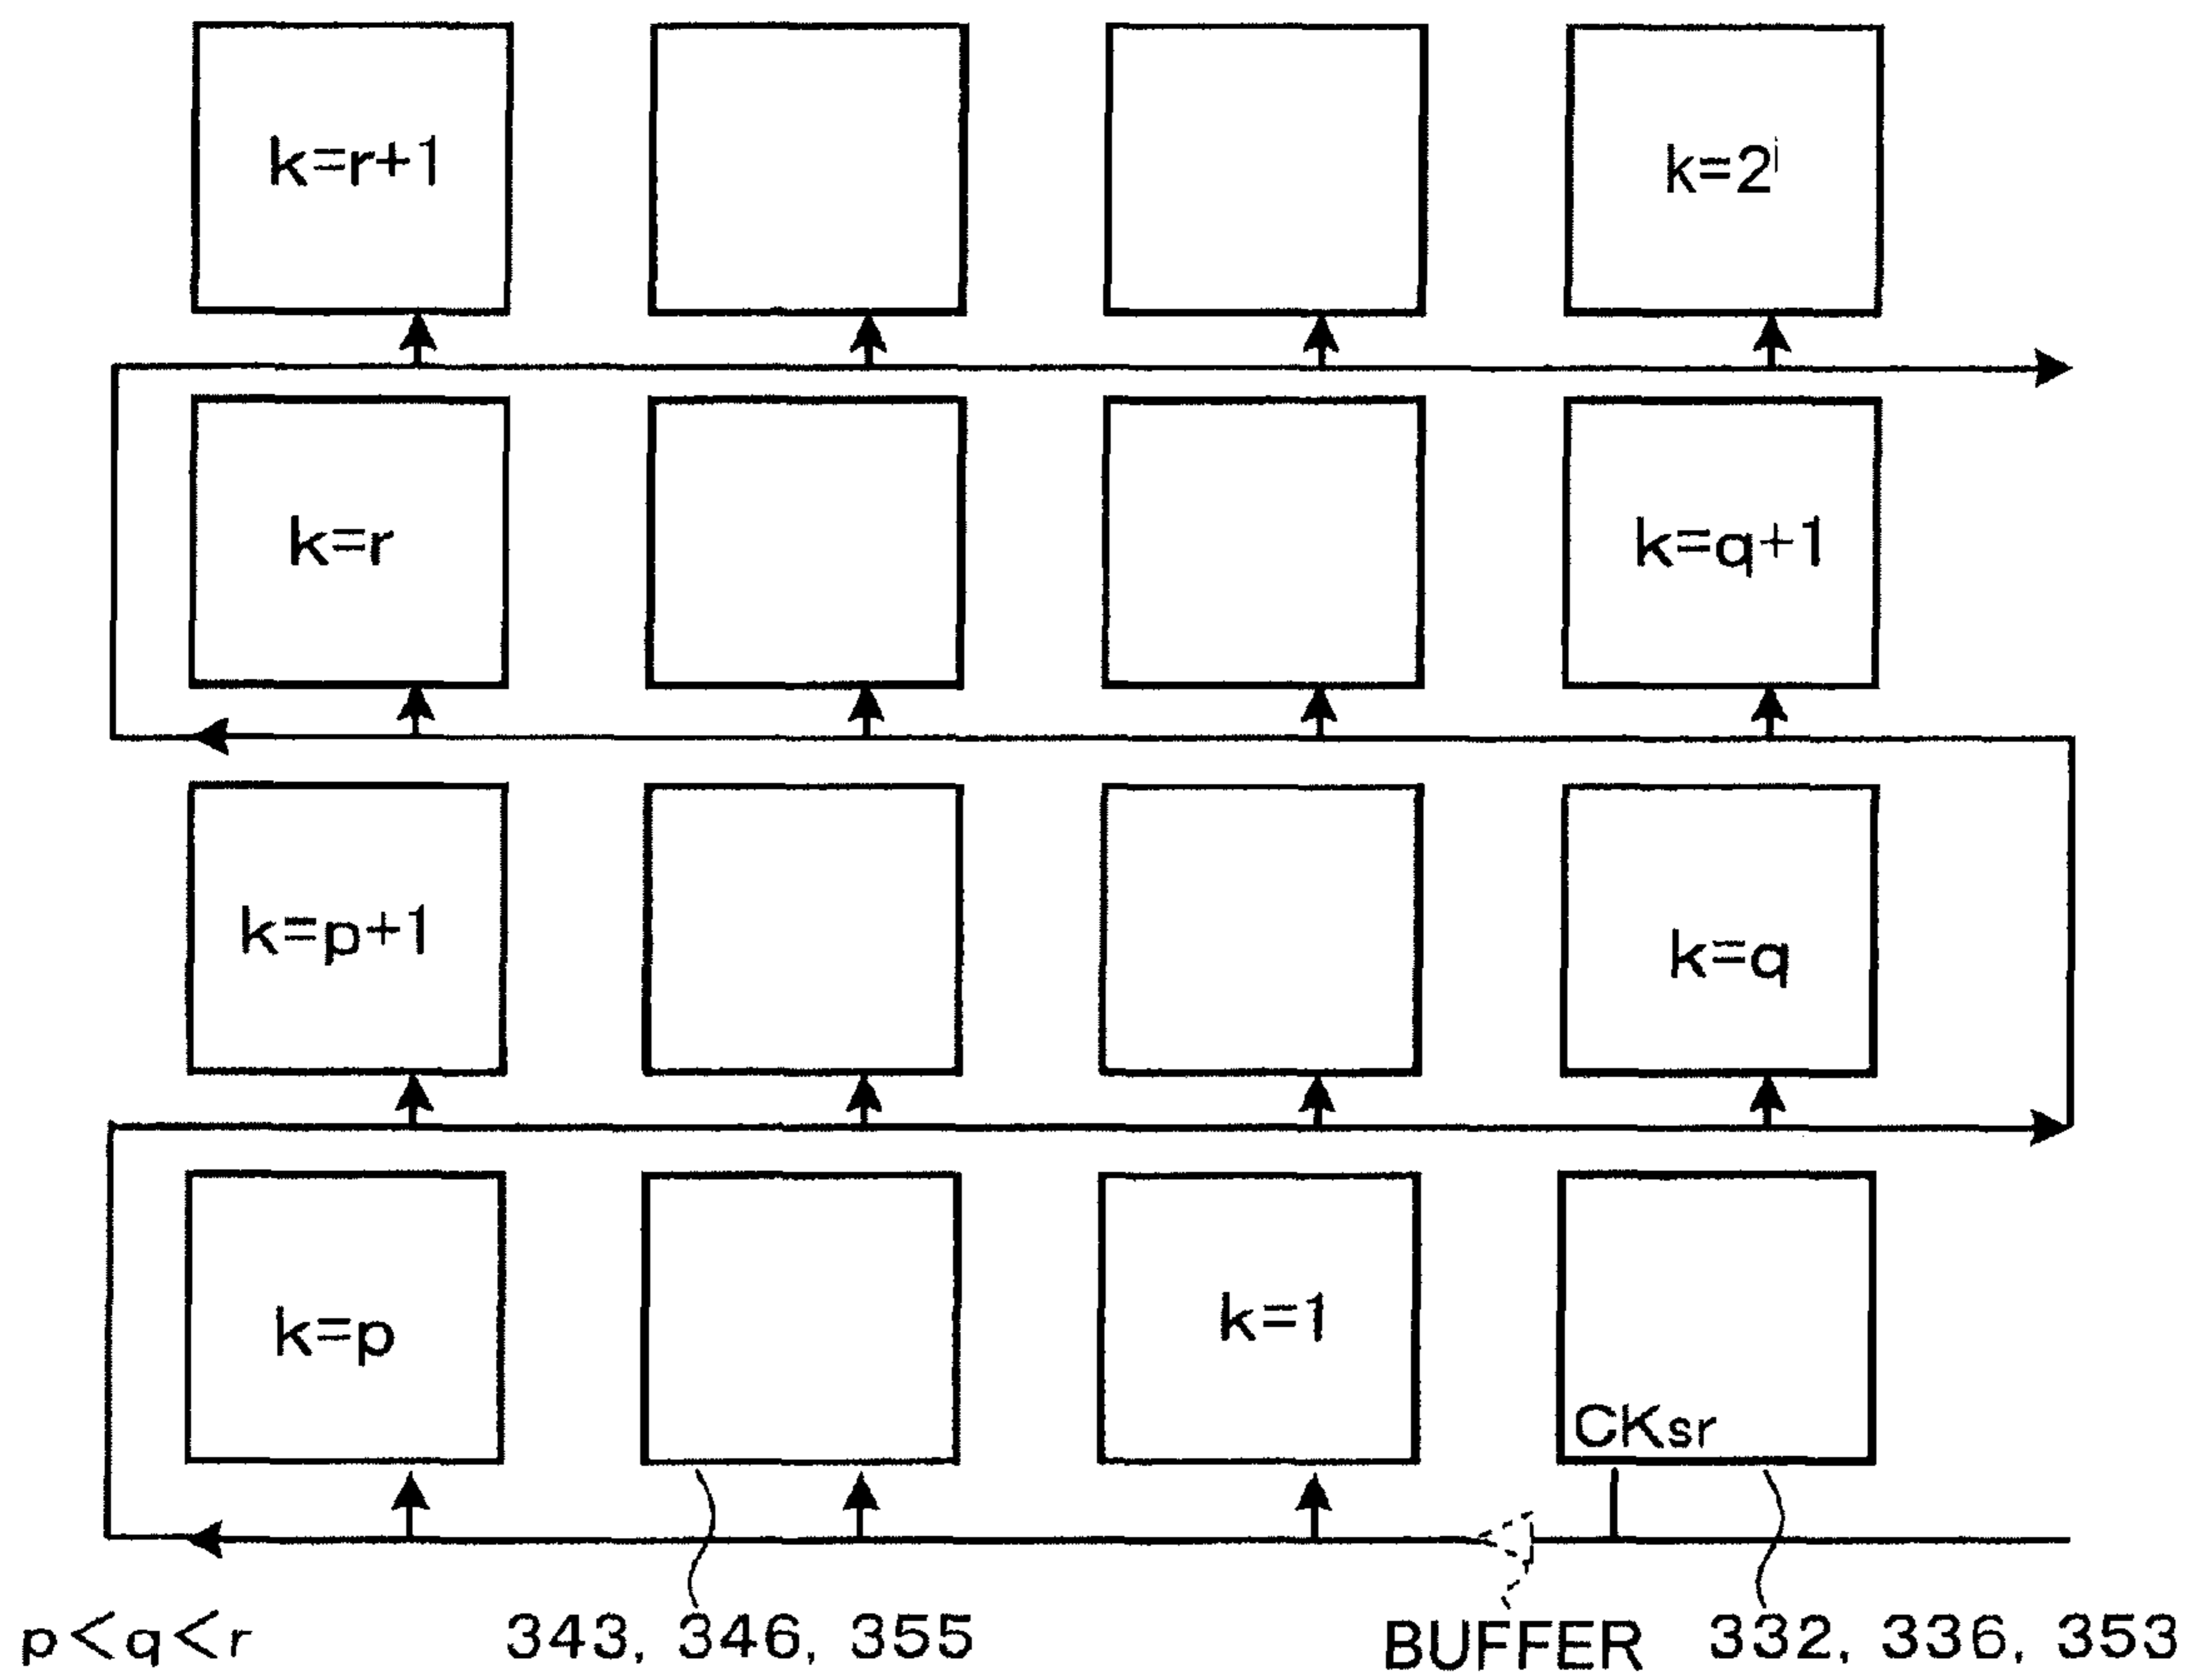 k=r+1
k=2ⁱ
k=r
k=q+1
k=p+1
k=q
k=p
k=1
CKsr
p<q<r
343, 346, 355
BUFFER
332, 336, 353